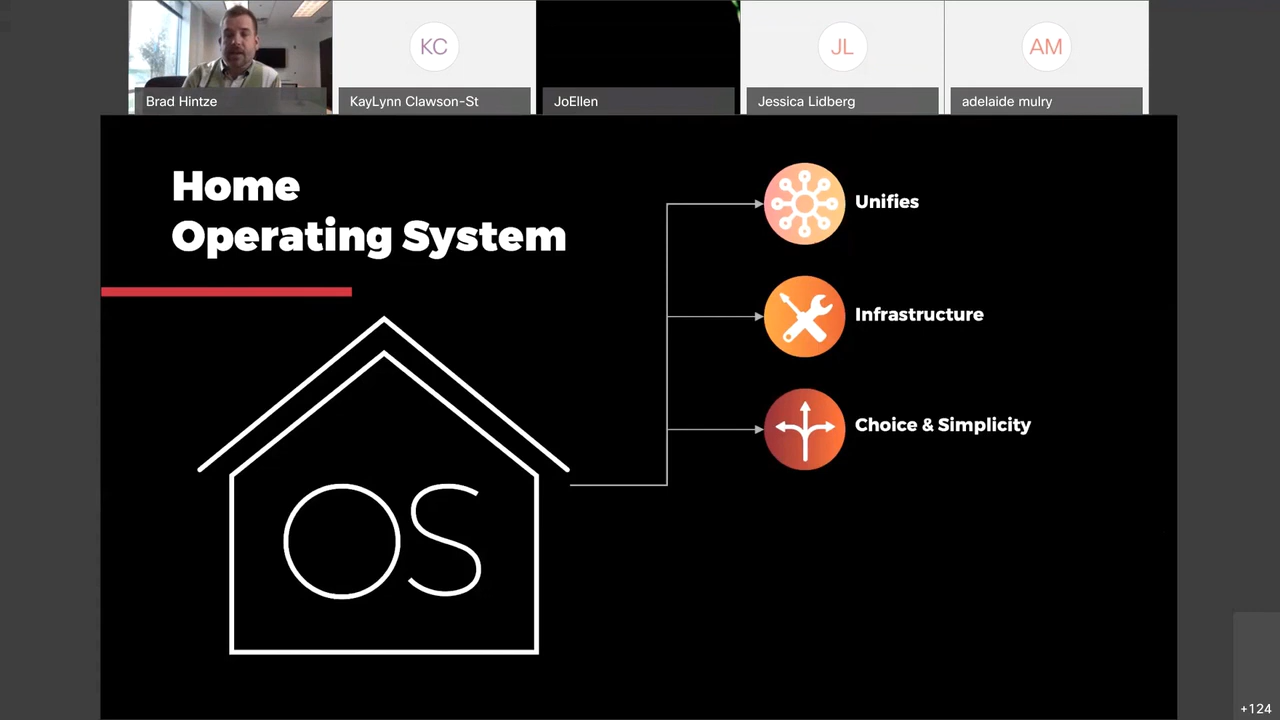 Brad Hintze
KC
KayLynn Clawson-St
JoEllen
JL
Jessica Lidberg
AM
adelaide mulry
Home
Operating System
OS
Unifies
Infrastructure
Choice & Simplicity
+124